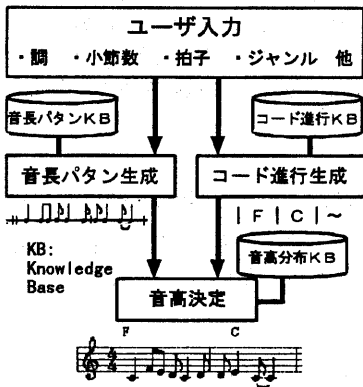 ユーザ入力
・調 ・小節数 ・拍子 ・ジャンル 他
音長パタンKB
コード進行KB
音長パタン生成
コード進行生成
| F | C | ~
KB:
Knowledge
Base
音高分布KB
音高決定
F C
4
4